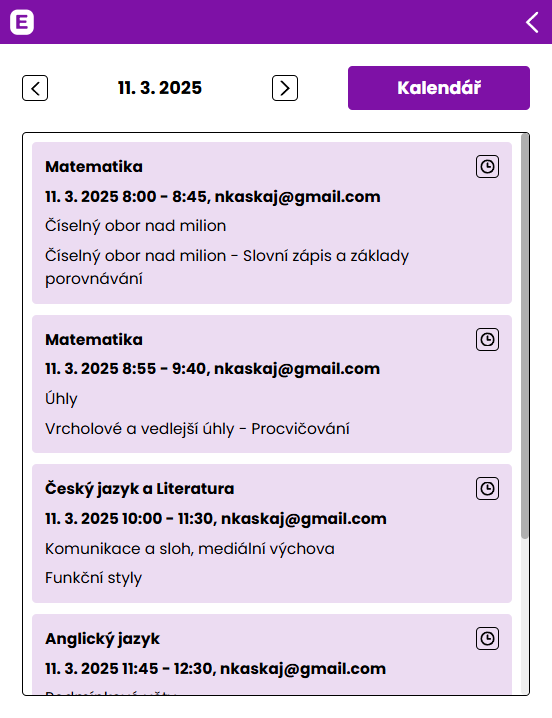 E
11. 3. 2025
Kalendář
Matematika
11. 3. 2025 8:00 - 8:45, nkaskaj@gmail.com
Číselný obor nad milion
Číselný obor nad milion - Slovní zápis a základy
porovnávání
Matematika
11. 3. 2025 8:55 - 9:40, nkaskaj@gmail.com
Úhly
Vrcholové a vedlejší úhly - Procvičování
Český jazyk a Literatura
11. 3. 2025 10:00 - 11:30, nkaskaj@gmail.com
Komunikace a sloh, mediální výchova
Funkční styly
Anglický jazyk
11. 3. 2025 11:45 - 12:30, nkaskaj@gmail.com